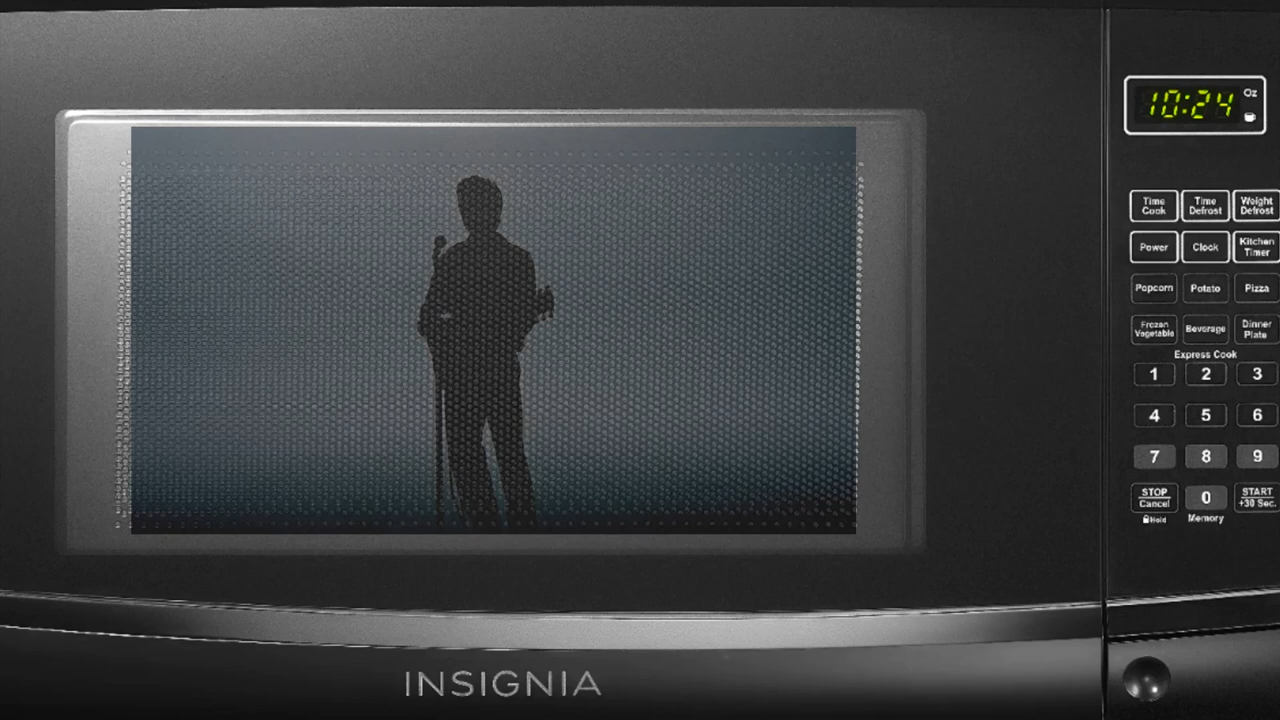 10:24
Oz
Time Cook
Time Defrost
Weight Defrost
Power
Clock
Kitchen Timer
Popcorn
Potato
Pizza
Frozen Vegetable
Beverage
Dinner Plate
Express Cook
1 2 3
4 5 6
7 8 9
STOP Cancel
0
START +30 Sec.
Hold
Memory
INSIGNIA